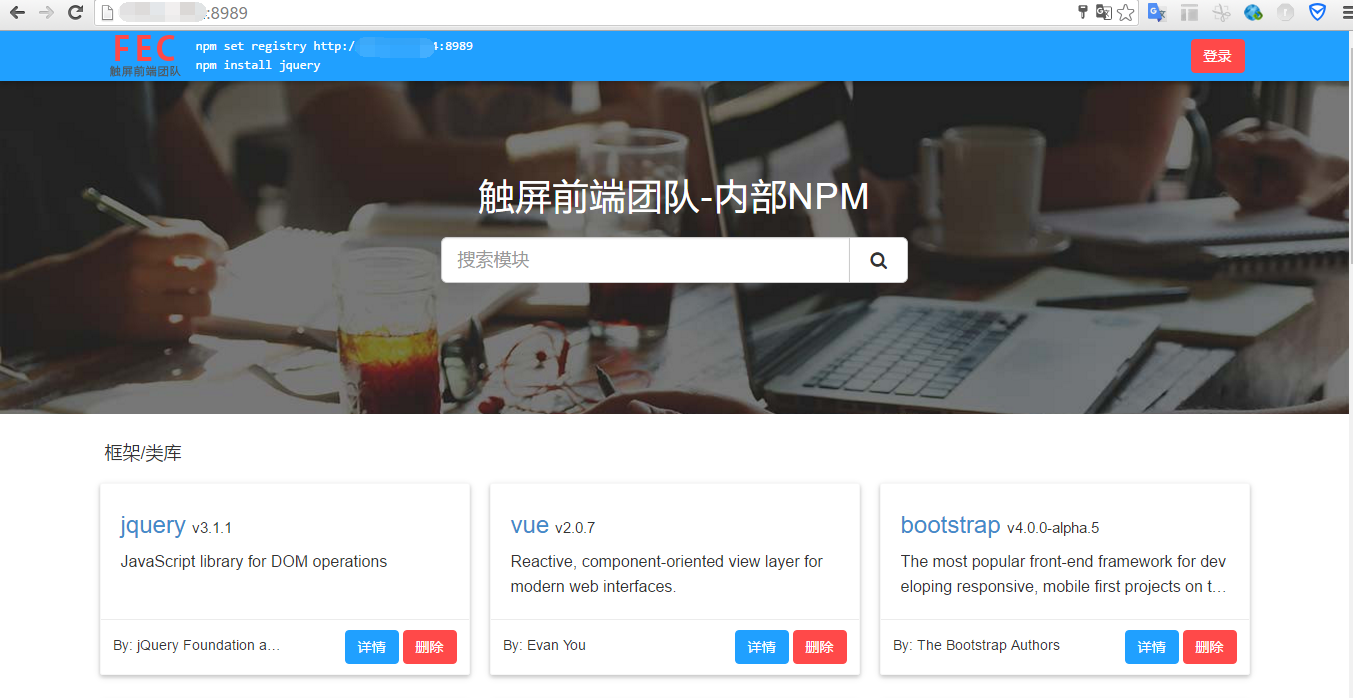 :8989
FEC
触屏前端团队
npm set registry http:/ :8989
npm install jquery
登录
触屏前端团队-内部NPM
搜索模块
框架/类库
jquery v3.1.1
JavaScript library for DOM operations
By: jQuery Foundation a…
详情 删除
vue v2.0.7
Reactive, component-oriented view layer for
modern web interfaces.
By: Evan You
详情 删除
bootstrap v4.0.0-alpha.5
The most popular front-end framework for dev
eloping responsive, mobile first projects on t…
By: The Bootstrap Authors
详情 删除